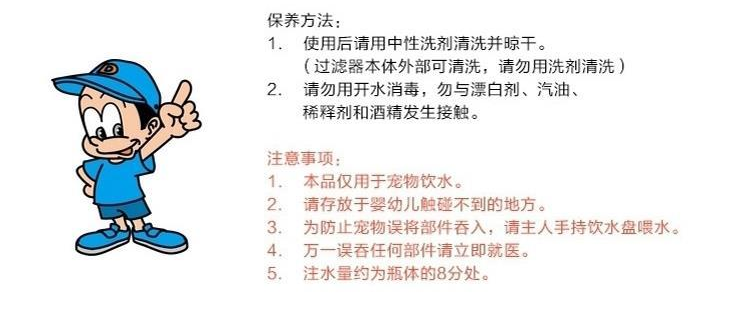 保养方法：
1. 使用后请用中性洗剂清洗并晾干。
（过滤器本体外部可清洗，请勿用洗剂清洗）
2. 请勿用开水消毒，勿与漂白剂、汽油、
稀释剂和酒精发生接触。
注意事项：
1. 本品仅用于宠物饮水。
2. 请存放于婴幼儿触碰不到的地方。
3. 为防止宠物误将部件吞入，请主人手持饮水盘喂水。
4. 万一误吞任何部件请立即就医。
5. 注水量约为瓶体的8分处。